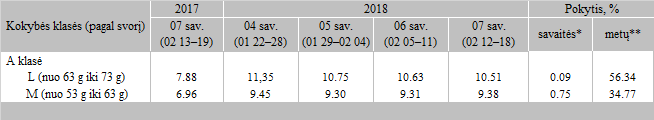 Kokybės klasės (pagal svorį) 2017 2018 Pokytis, %
07 sav. (02 13–19) 04 sav. (01 22–28) 05 sav. (01 29–02 04) 06 sav. (02 05–11) 07 sav. (02 12–18) savaitės* metų**
A klasė
L (nuo 63 g iki 73 g) 7.88 11,35 10.75 10.63 10.51 0.09 56.34
M (nuo 53 g iki 63 g) 6.96 9.45 9.30 9.31 9.38 0.75 34.77